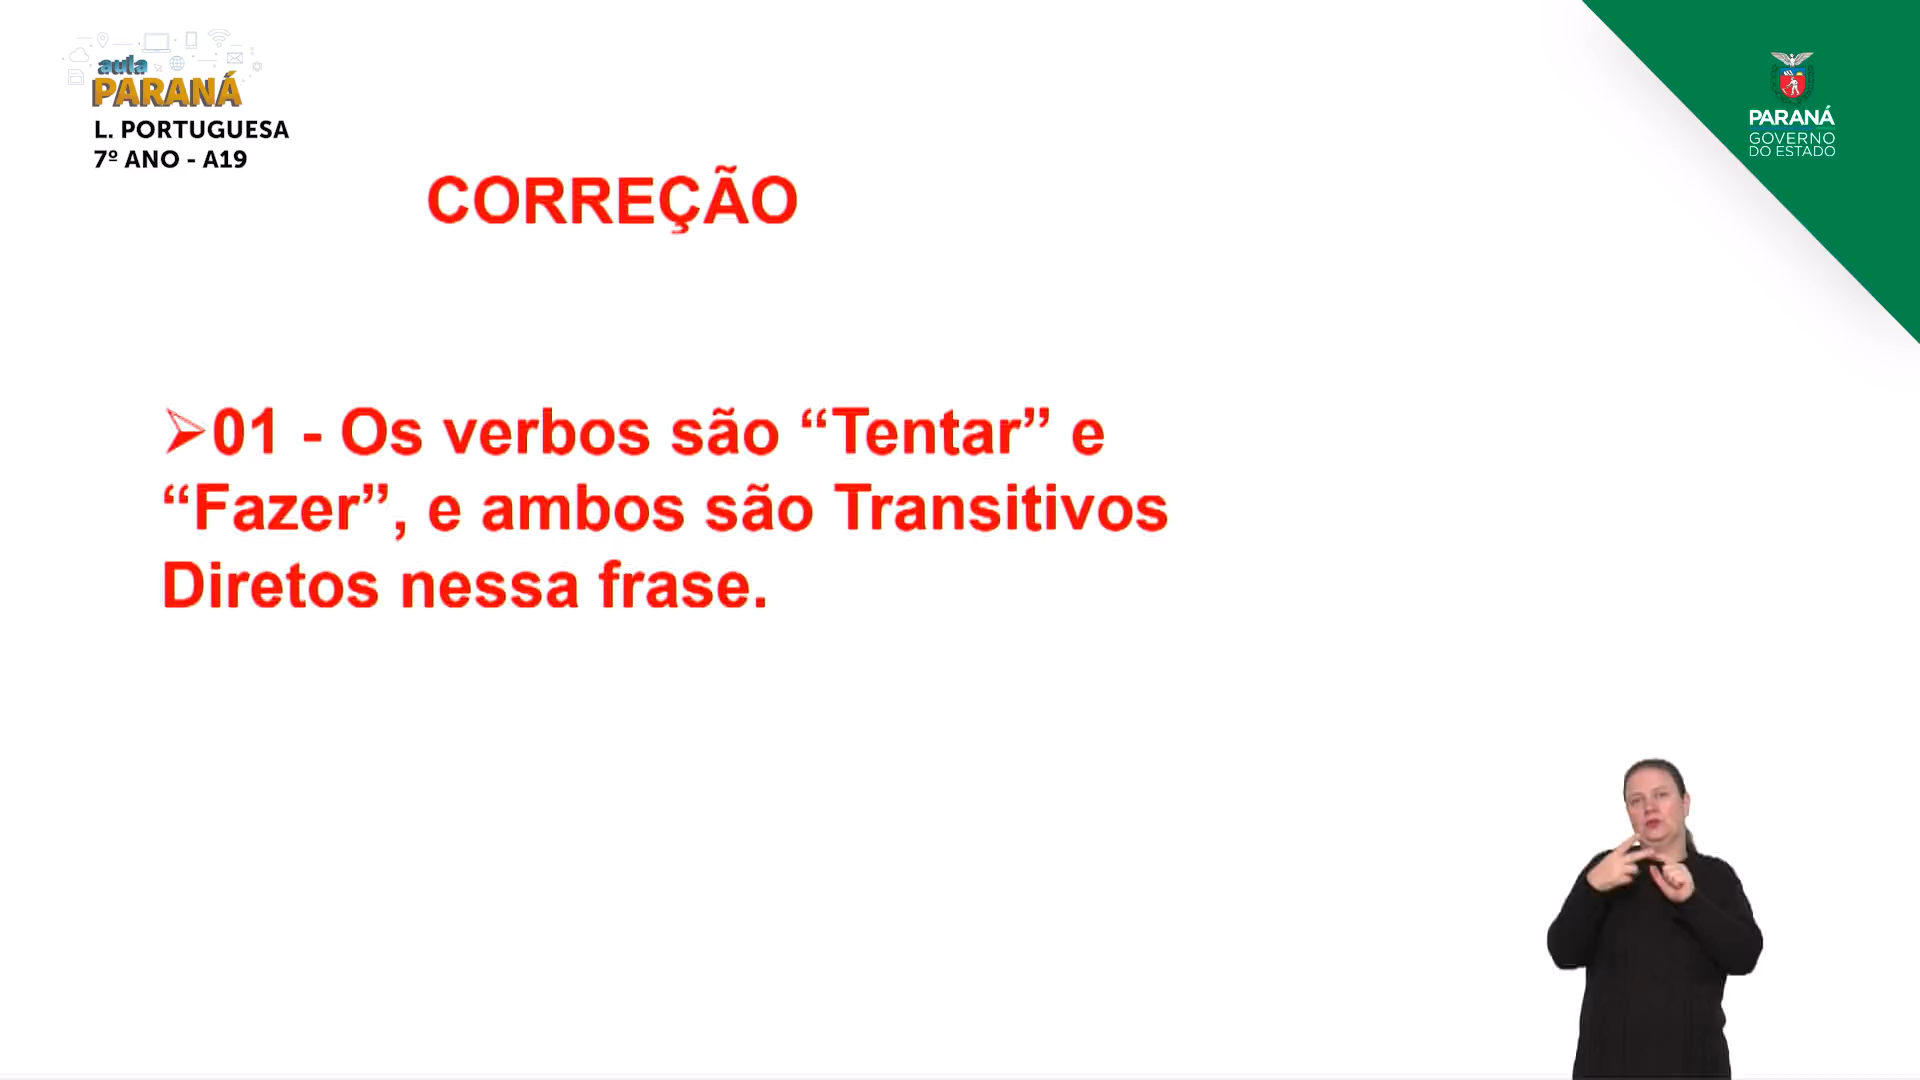 aula
PARANÁ
L. PORTUGUESA
7º ANO - A19
PARANÁ
GOVERNO
DO ESTADO
CORREÇÃO
➢01 - Os verbos são “Tentar” e
“Fazer”, e ambos são Transitivos
Diretos nessa frase.